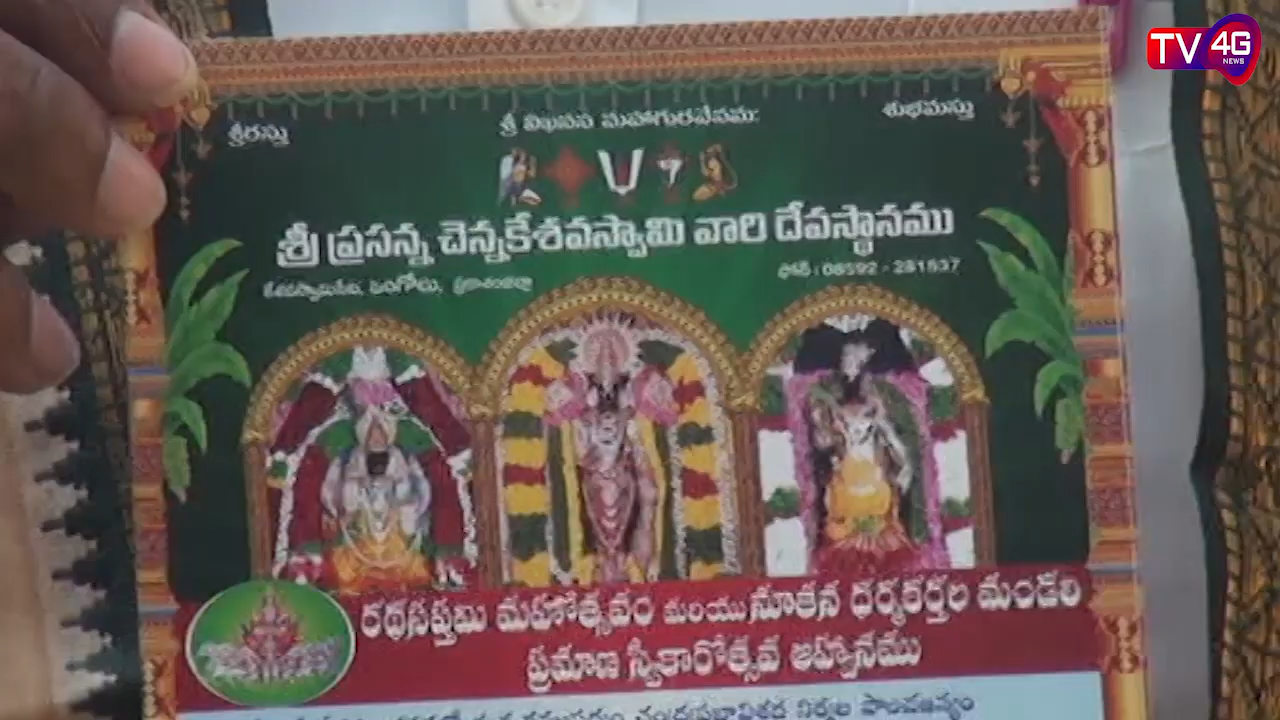 TV 4G
NEWS
శ్రీరస్తు శ్రీ విఖనస మహాగురవేనమః శుభమస్తు
శ్రీ ప్రసన్న చెన్నకేశవస్వామి వారి దేవస్థానము
ప్రకాశంజిల్లా ఫోన్ : 08592 - 281537
రథసప్తమి మహోత్సవం మరియు నూతన ధర్మకర్తల మండలి
ప్రమాణ స్వీకారోత్సవ ఆహ్వానము